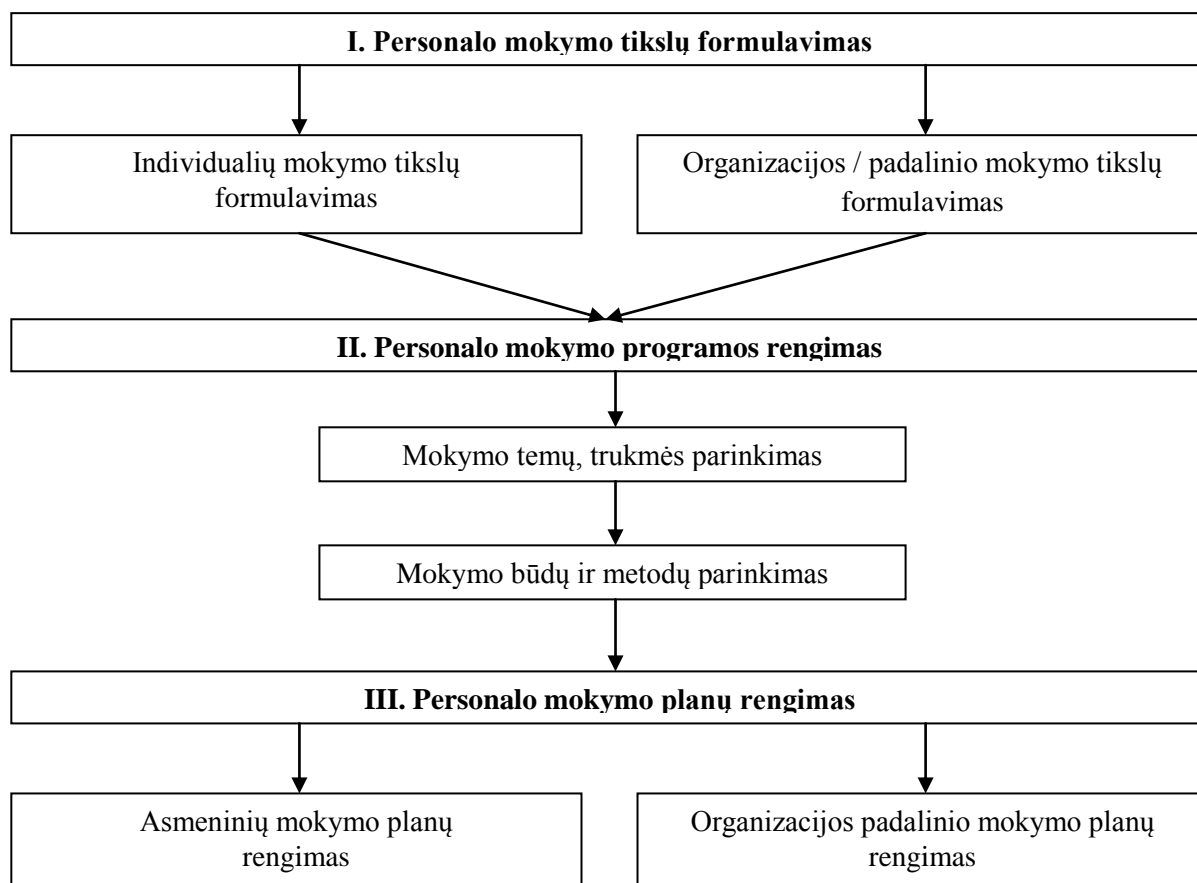 I. Personalo mokymo tikslų formulavimas
Individualių mokymo tikslų
formulavimas
Organizacijos / padalinio mokymo tikslų
formulavimas
II. Personalo mokymo programos rengimas
Mokymo temų, trukmės parinkimas
Mokymo būdų ir metodų parinkimas
III. Personalo mokymo planų rengimas
Asmeninių mokymo planų
rengimas
Organizacijos padalinio mokymo planų
rengimas